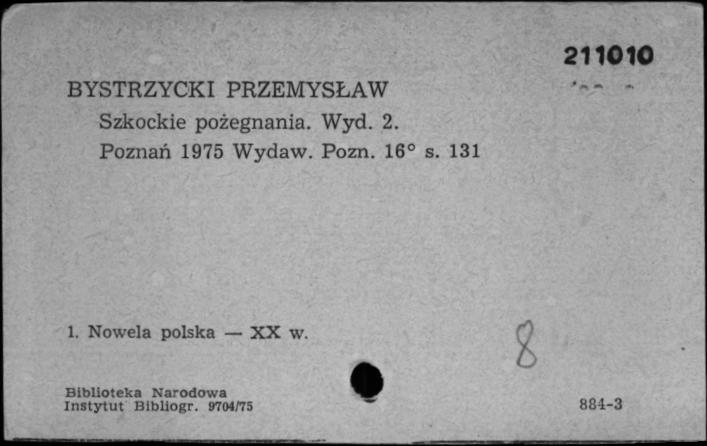 211010
BYSTRZYCKI PRZEMYSŁAW
Szkockie pożegnania. Wyd. 2.
Poznań 1975 Wydaw. Pozn. 16° s. 131
1. Nowela polska — XX w.
8
Biblioteka Narodowa
Instytut Bibliogr. 9704/75
884-3